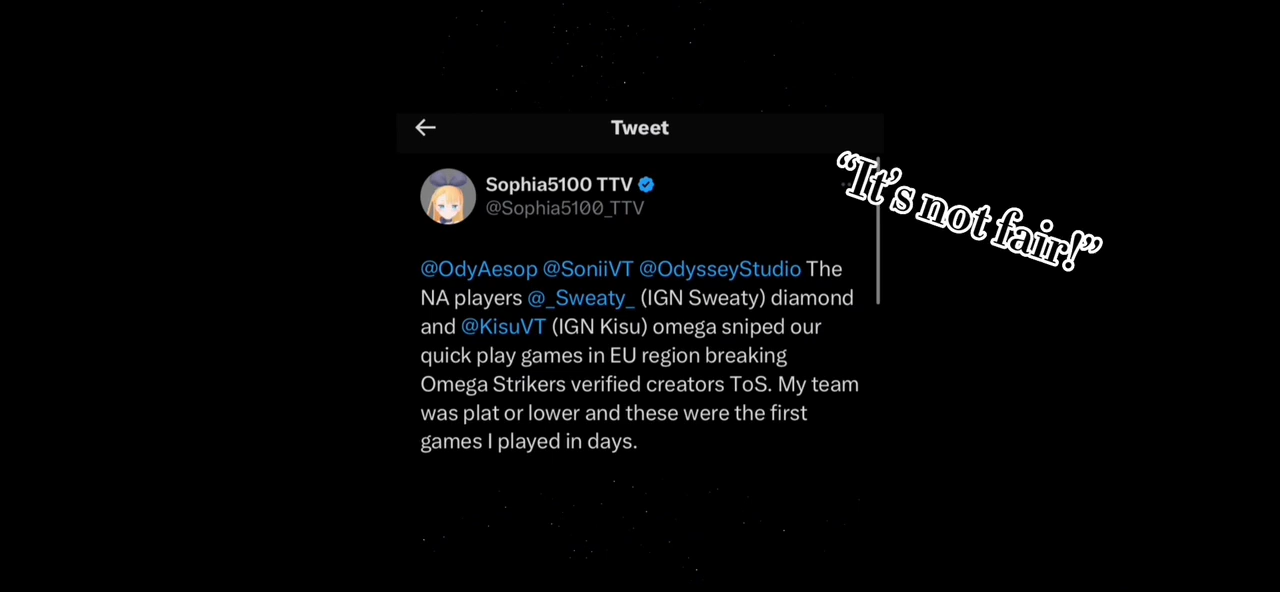 Tweet
Sophia5100 TTV
@Sophia5100_TTV
“It’s not fair!”
@OdyAesop @SoniiVT @OdysseyStudio The
NA players @_Sweaty_ (IGN Sweaty) diamond
and @KisuVT (IGN Kisu) omega sniped our
quick play games in EU region breaking
Omega Strikers verified creators ToS. My team
was plat or lower and these were the first
games I played in days.